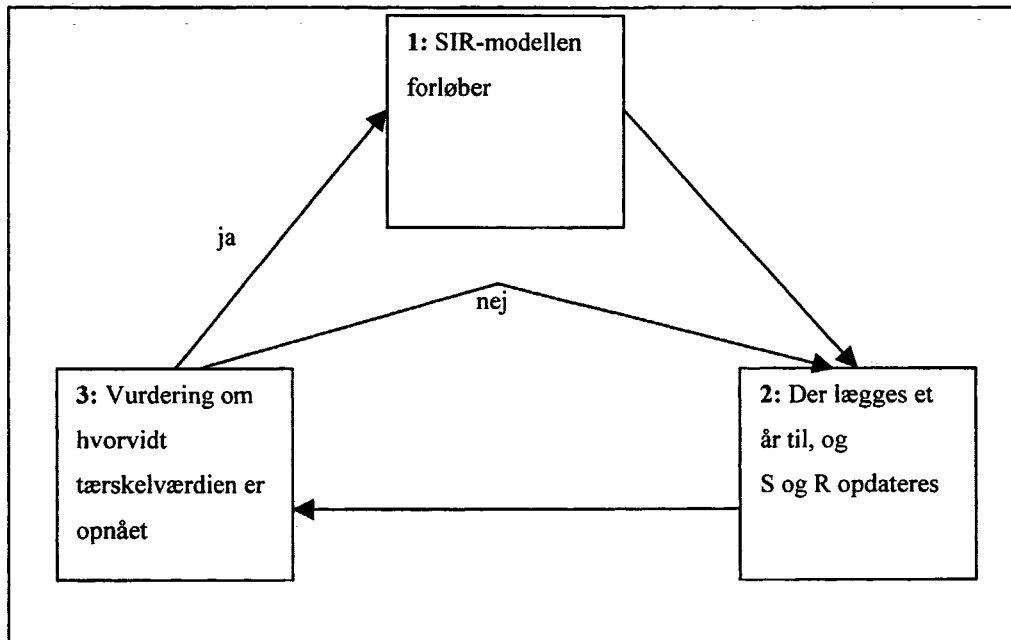 1: SIR-modellen
forløber
ja
nej
3: Vurdering om
hvorvidt
tærskelværdien er
opnået
2: Der lægges et
år til, og
S og R opdateres